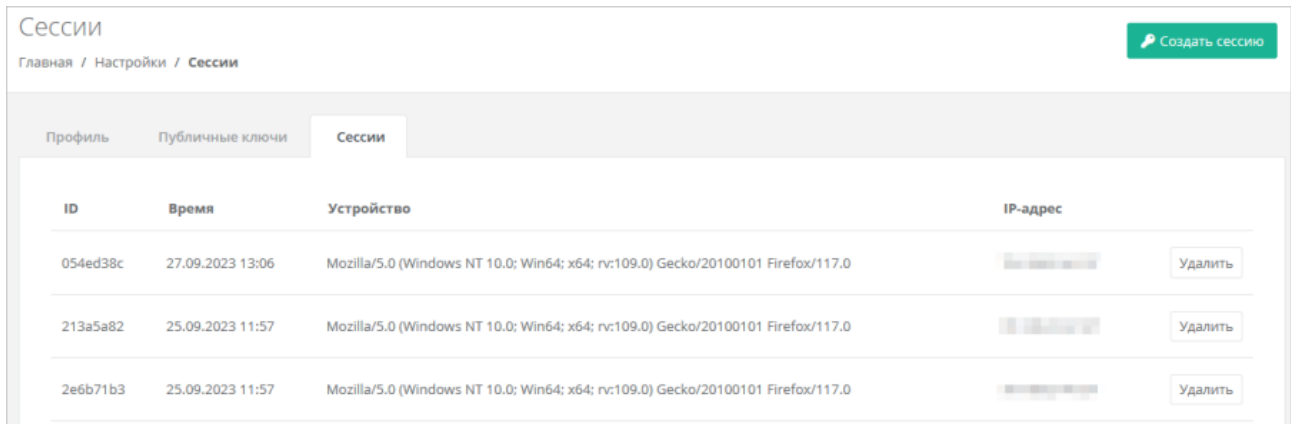 Сессии
Создать сессию
Главная / Настройки / Сессии
Профиль Публичные ключи Сессии
ID Время Устройство IP-адрес
054ed38c 27.09.2023 13:06 Mozilla/5.0 (Windows NT 10.0; Win64; x64; rv:109.0) Gecko/20100101 Firefox/117.0 Удалить
213a5a82 25.09.2023 11:57 Mozilla/5.0 (Windows NT 10.0; Win64; x64; rv:109.0) Gecko/20100101 Firefox/117.0 Удалить
2e6b71b3 25.09.2023 11:57 Mozilla/5.0 (Windows NT 10.0; Win64; x64; rv:109.0) Gecko/20100101 Firefox/117.0 Удалить